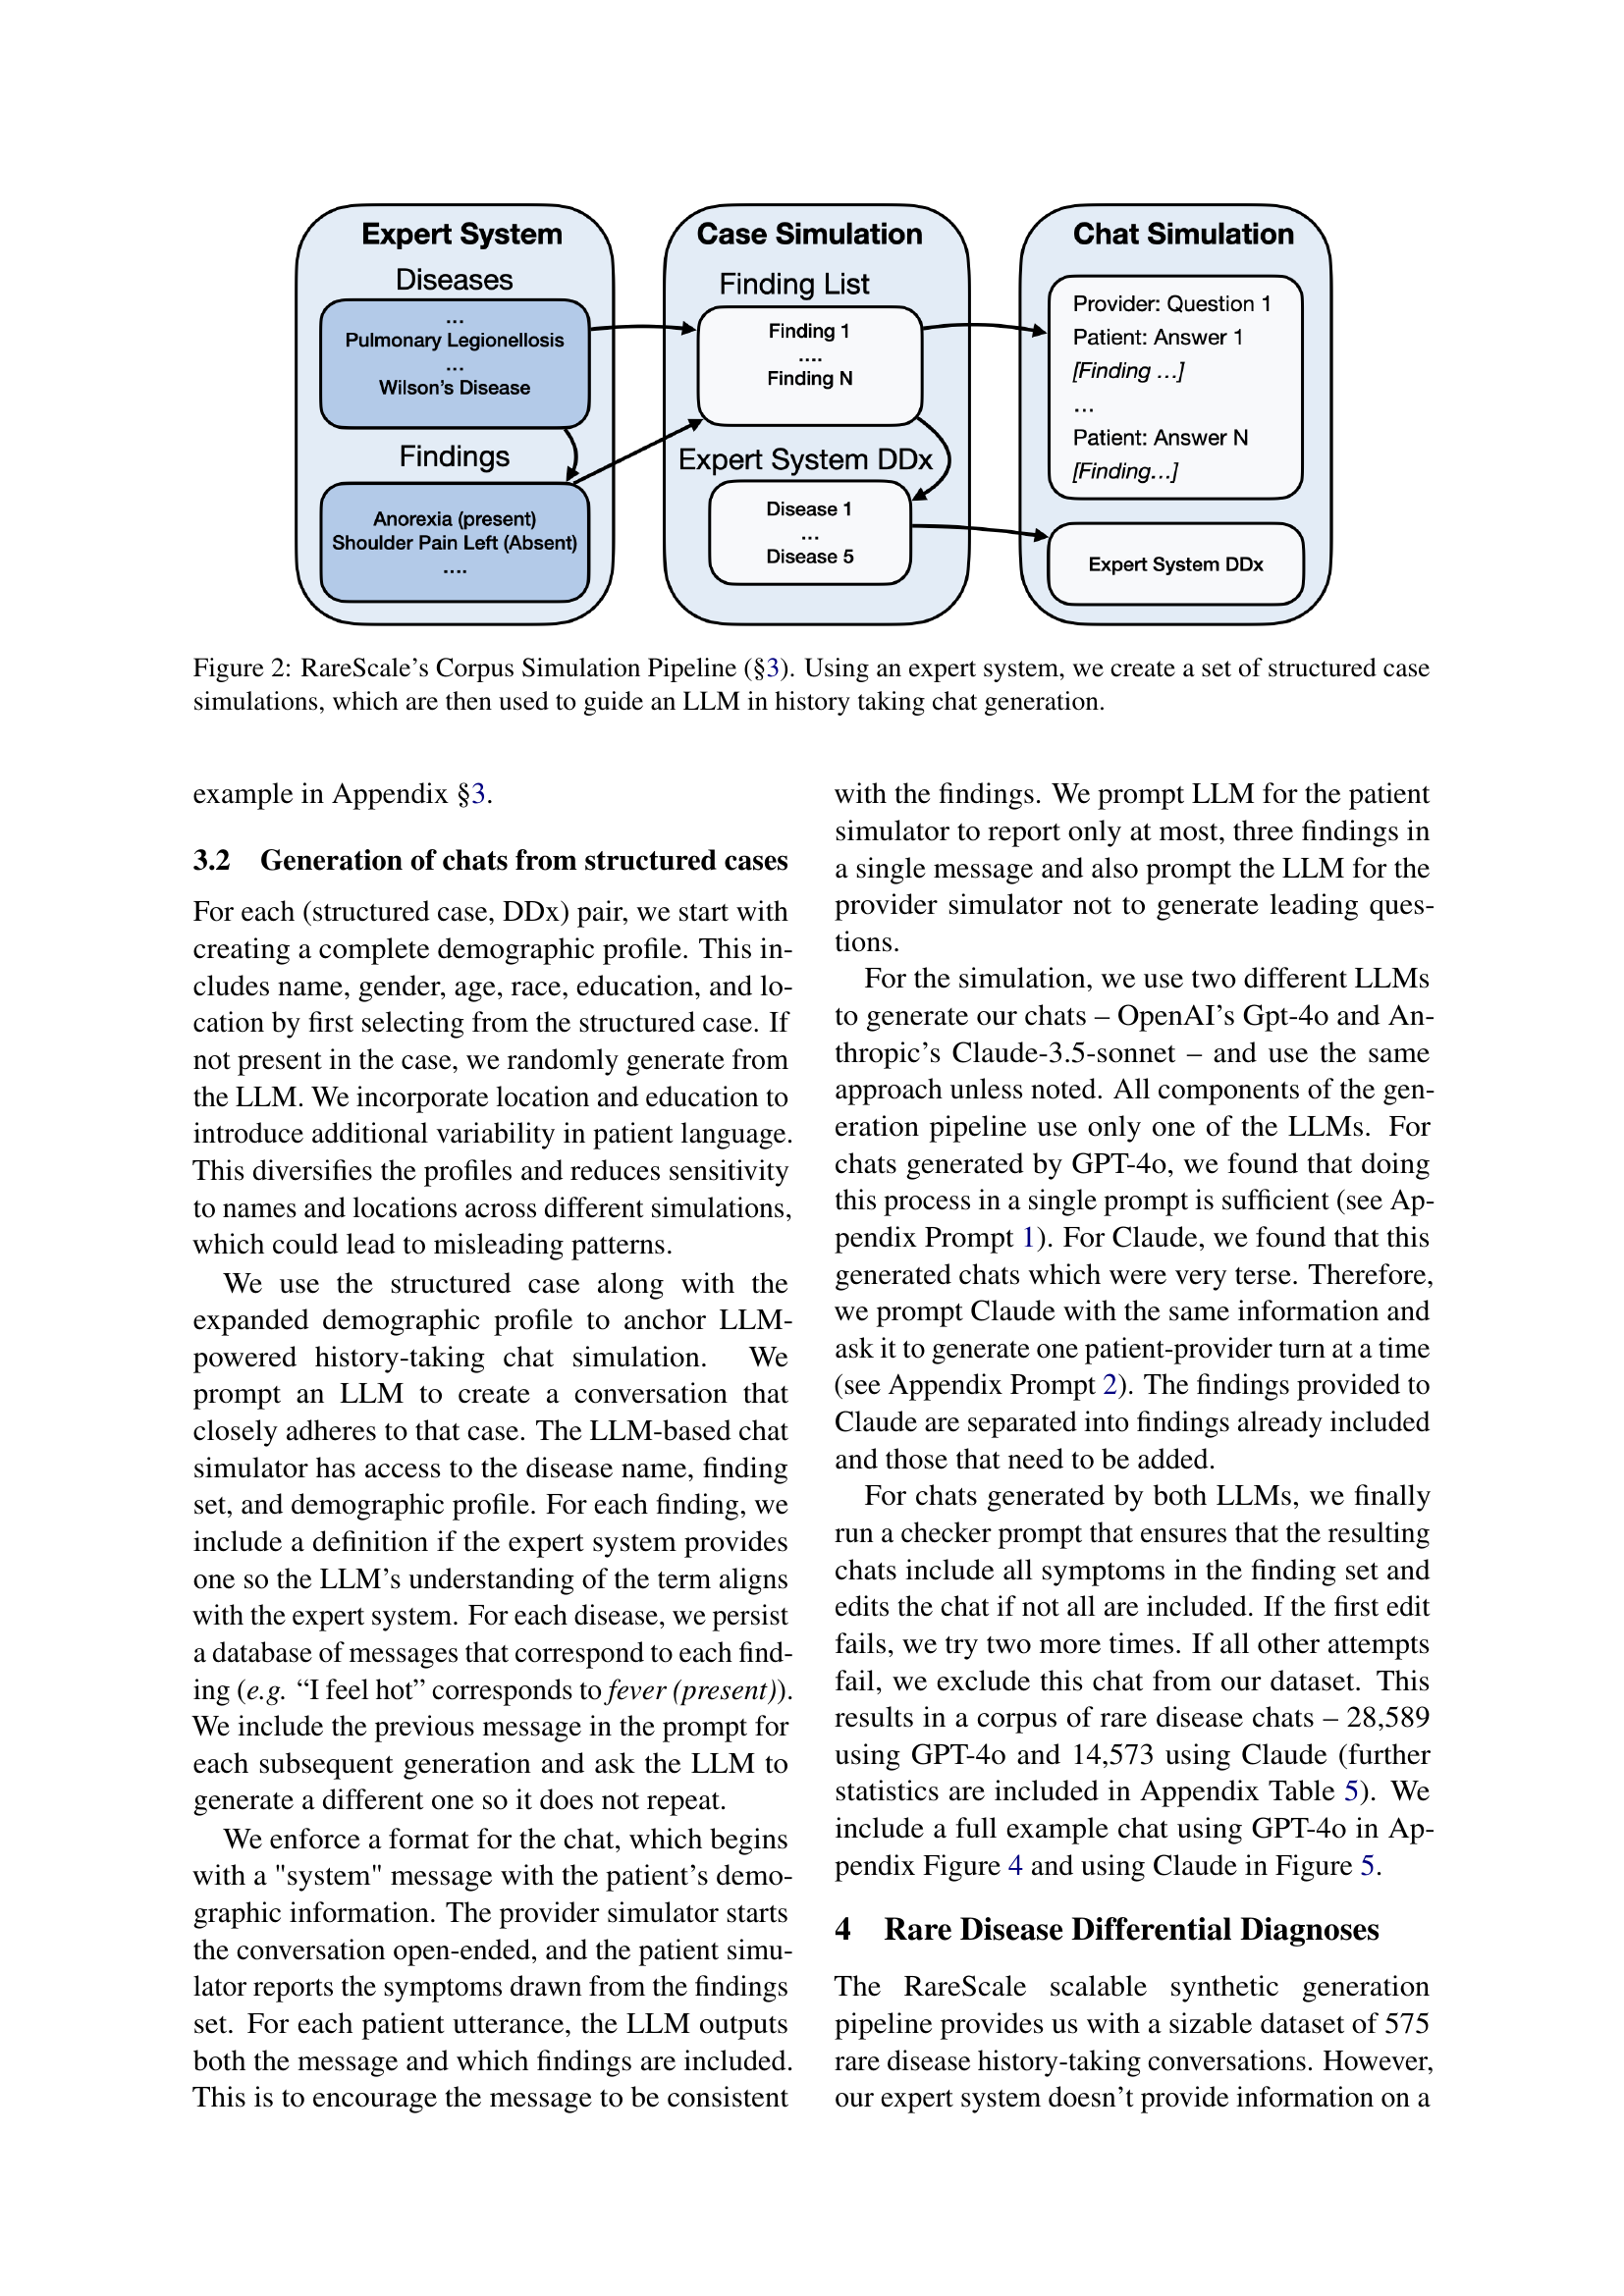 Expert System
Diseases
...
Pulmonary Legionellosis
...
Wilson's Disease
Findings
Anorexia (present)
Shoulder Pain Left (Absent)
....
Case Simulation
Finding List
Finding 1
....
Finding N
Expert System DDx
Disease 1
...
Disease 5
Chat Simulation
Provider: Question 1
Patient: Answer 1
[Finding ...]
...
Patient: Answer N
[Finding...]
Expert System DDx
Figure 2: RareScale's Corpus Simulation Pipeline (§3). Using an expert system, we create a set of structured case
simulations, which are then used to guide an LLM in history taking chat generation.
example in Appendix §3.
3.2 Generation of chats from structured cases
For each (structured case, DDx) pair, we start with
creating a complete demographic profile. This in-
cludes name, gender, age, race, education, and lo-
cation by first selecting from the structured case. If
not present in the case, we randomly generate from
the LLM. We incorporate location and education to
introduce additional variability in patient language.
This diversifies the profiles and reduces sensitivity
to names and locations across different simulations,
which could lead to misleading patterns.
We use the structured case along with the
expanded demographic profile to anchor LLM-
powered history-taking chat simulation. We
prompt an LLM to create a conversation that
closely adheres to that case. The LLM-based chat
simulator has access to the disease name, finding
set, and demographic profile. For each finding, we
include a definition if the expert system provides
one so the LLM's understanding of the term aligns
with the expert system. For each disease, we persist
a database of messages that correspond to each find-
ing (e.g. “I feel hot” corresponds to fever (present)).
We include the previous message in the prompt for
each subsequent generation and ask the LLM to
generate a different one so it does not repeat.
We enforce a format for the chat, which begins
with a "system" message with the patient's demo-
graphic information. The provider simulator starts
the conversation open-ended, and the patient simu-
lator reports the symptoms drawn from the findings
set. For each patient utterance, the LLM outputs
both the message and which findings are included.
This is to encourage the message to be consistent
with the findings. We prompt LLM for the patient
simulator to report only at most, three findings in
a single message and also prompt the LLM for the
provider simulator not to generate leading ques-
tions.
For the simulation, we use two different LLMs
to generate our chats – OpenAI's Gpt-4o and An-
thropic's Claude-3.5-sonnet – and use the same
approach unless noted. All components of the gen-
eration pipeline use only one of the LLMs. For
chats generated by GPT-4o, we found that doing
this process in a single prompt is sufficient (see Ap-
pendix Prompt 1). For Claude, we found that this
generated chats which were very terse. Therefore,
we prompt Claude with the same information and
ask it to generate one patient-provider turn at a time
(see Appendix Prompt 2). The findings provided to
Claude are separated into findings already included
and those that need to be added.
For chats generated by both LLMs, we finally
run a checker prompt that ensures that the resulting
chats include all symptoms in the finding set and
edits the chat if not all are included. If the first edit
fails, we try two more times. If all other attempts
fail, we exclude this chat from our dataset. This
results in a corpus of rare disease chats – 28,589
using GPT-4o and 14,573 using Claude (further
statistics are included in Appendix Table 5). We
include a full example chat using GPT-4o in Ap-
pendix Figure 4 and using Claude in Figure 5.
4 Rare Disease Differential Diagnoses
The RareScale scalable synthetic generation
pipeline provides us with a sizable dataset of 575
rare disease history-taking conversations. However,
our expert system doesn't provide information on a